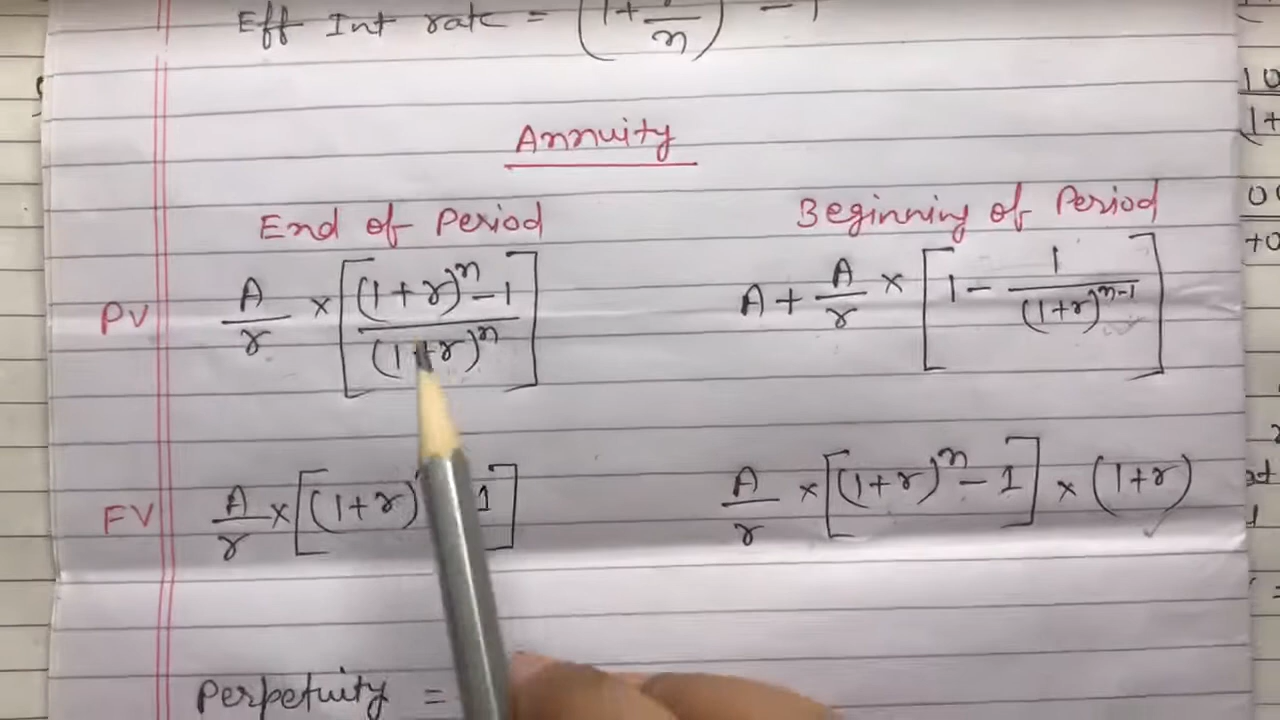 Eff Int rate = (1+ /n) - 1
Annuity
End of Period Beginning of Period
PV A/r × [((1+r)^n - 1)/(1+r)^n] A + A/r × [1 - 1/(1+r)^(n-1)]
FV A/r × [(1+r) 1] A/r × [(1+r)^n - 1] × (1+r)
Perpetuity =